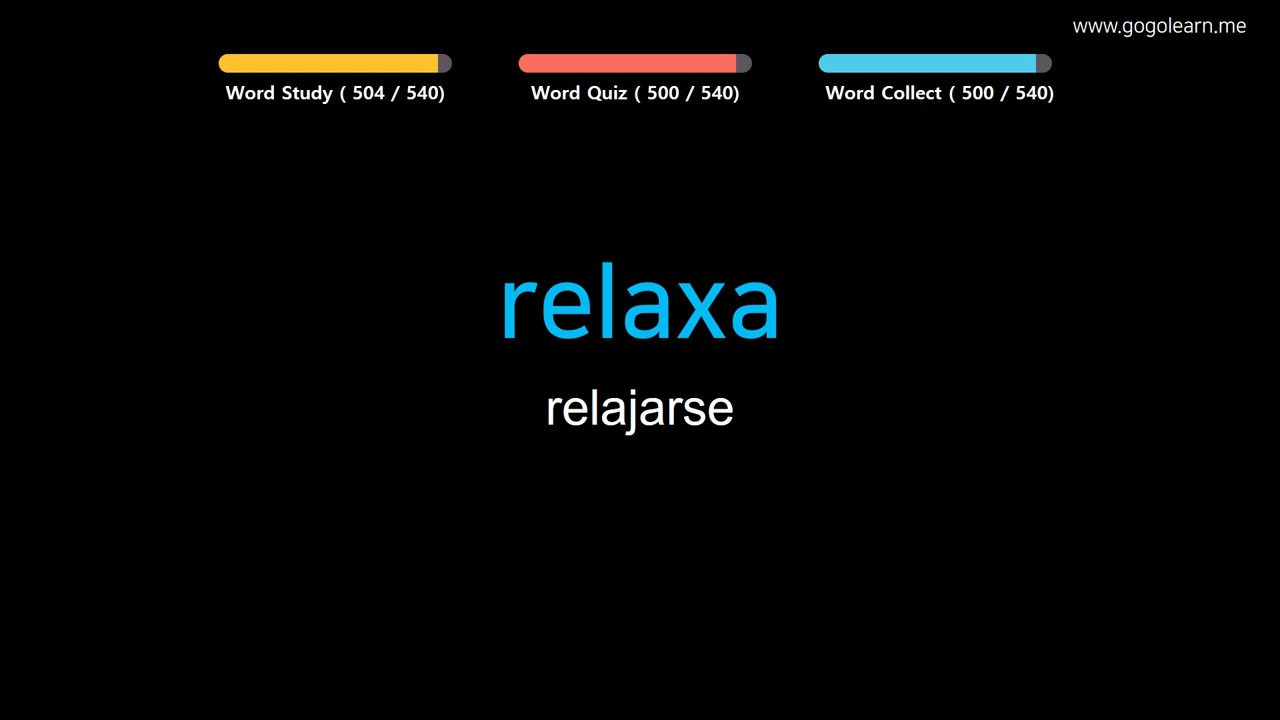 www.gogolearn.me
Word Study ( 504 / 540)
Word Quiz ( 500 / 540)
Word Collect ( 500 / 540)
relaxa
relajarse